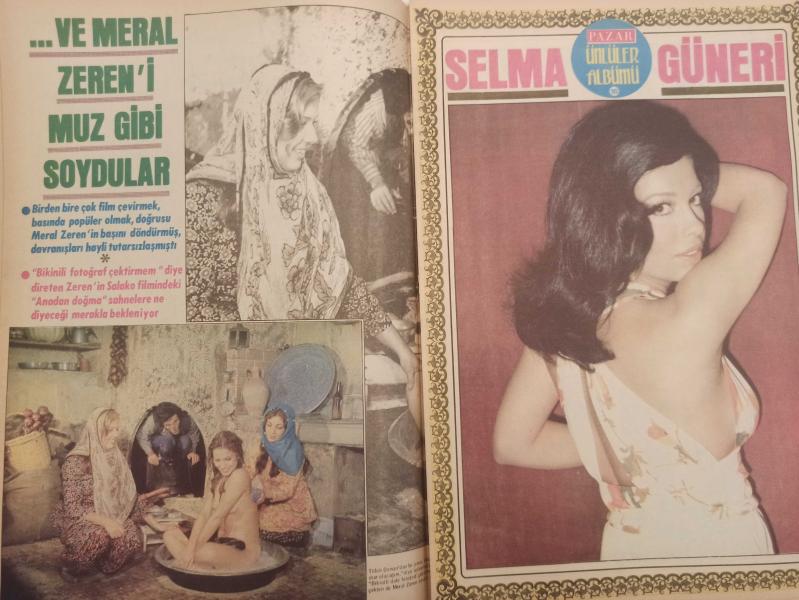 ...VE MERAL
ZEREN'İ
MUZ GİBİ
SOYDULAR
Birden bire çok film çevirmek,
basında popüler olmak, doğrusu
Meral Zeren'in başını döndürmüş,
davranışları hayli tutarsızlaşmıştı
*
"Bikinili fotoğraf çektirmem" diye
direten Zeren'in Salako filmindeki
"Anadan doğma" sahnelere ne
diyeceği merakla bekleniyor
PAZAR
ÜNLÜLER
ALBÜMÜ
SELMA GÜNERİ